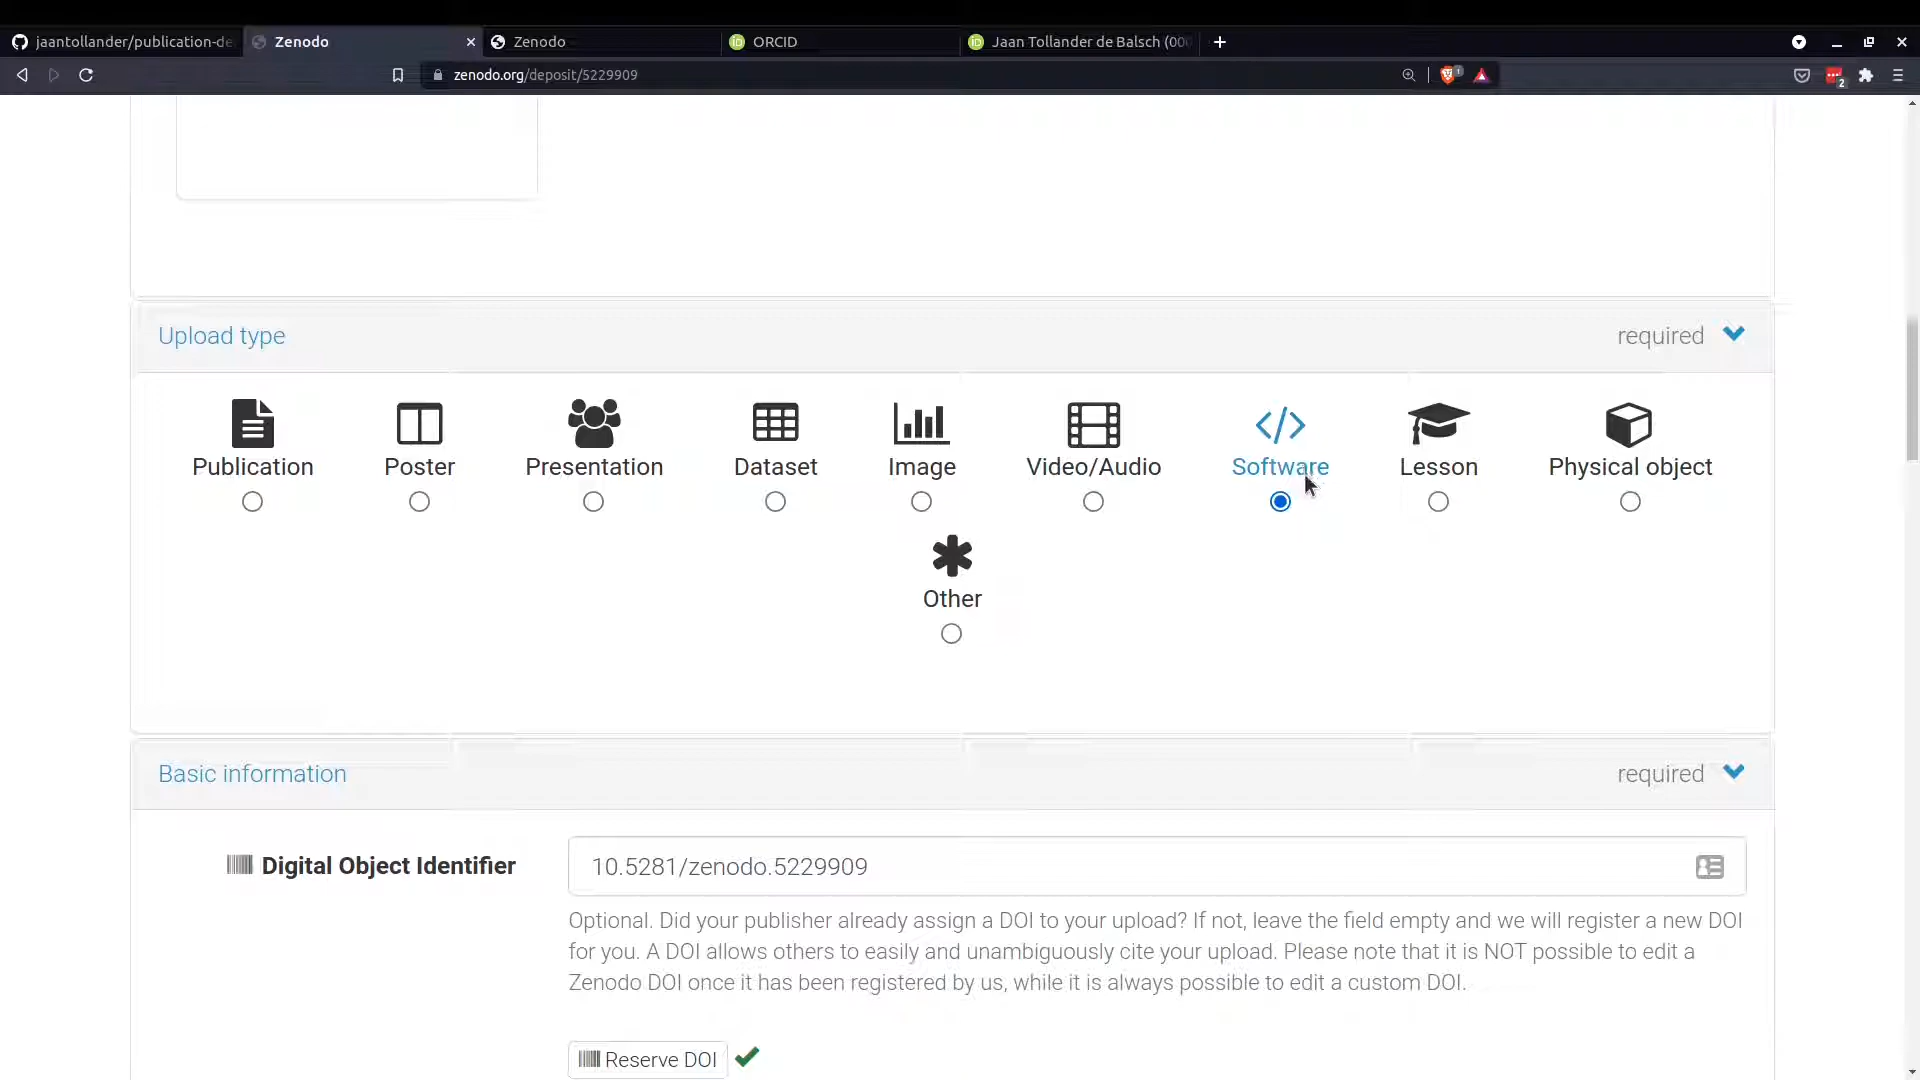 jaantollander/publication-de
Zenodo
Zenodo
ORCID
Jaan Tollander de Balsch (000
zenodo.org/deposit/5229909
1
2
Upload type
required
Publication
Poster
Presentation
Dataset
Image
Video/Audio
Software
Lesson
Physical object
Other
Basic information
required
Digital Object Identifier
10.5281/zenodo.5229909
Optional. Did your publisher already assign a DOI to your upload? If not, leave the field empty and we will register a new DOI
for you. A DOI allows others to easily and unambiguously cite your upload. Please note that it is NOT possible to edit a
Zenodo DOI once it has been registered by us, while it is always possible to edit a custom DOI.
Reserve DOI